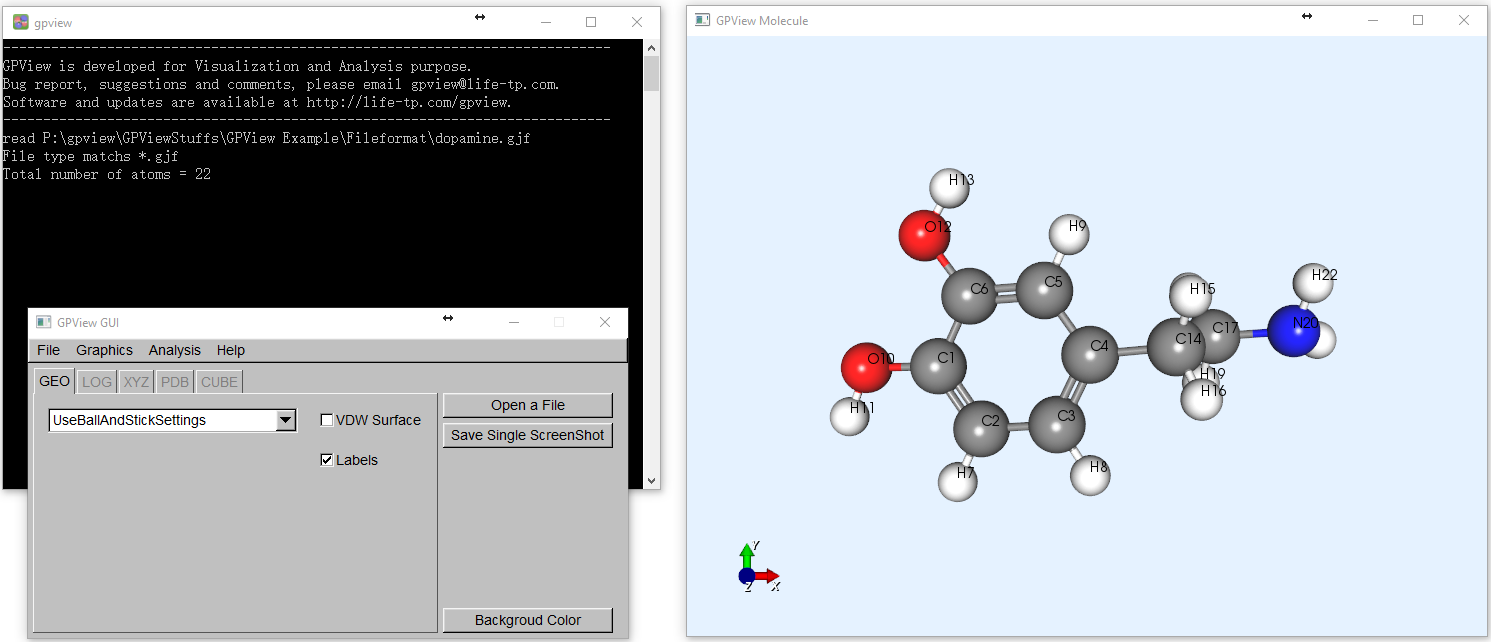 gpview
--------------------------------------------------------------------------------
GPView is developed for Visualization and Analysis purpose.
Bug report, suggestions and comments, please email gpview@life-tp.com.
Software and updates are available at http://life-tp.com/gpview.
--------------------------------------------------------------------------------
read P:\gpview\GPViewStuffs\GPView Example\Fileformat\dopamine.gjf
File type matchs *.gjf
Total number of atoms = 22
GPView GUI
File Graphics Analysis Help
GEO LOG XYZ PDB CUBE
UseBallAndStickSettings
VDW Surface
Labels
Open a File
Save Single ScreenShot
Backgroud Color
GPView Molecule
H13
O12
H9
H22
C6
C5
H15
N20
C17
C14
C4
C1
O10
H19
H16
H11
C2
C3
H7
H8
Y
Z
X